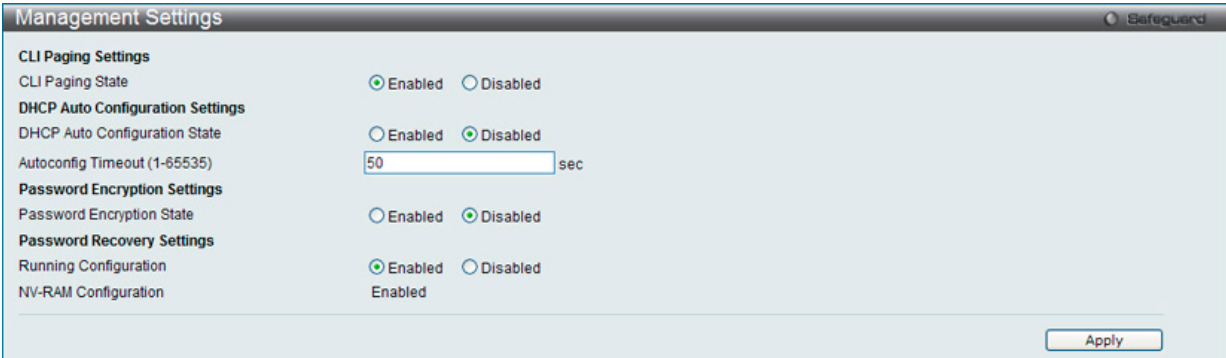 Management Settings
Safeguard
CLI Paging Settings
CLI Paging State Enabled Disabled
DHCP Auto Configuration Settings
DHCP Auto Configuration State Enabled Disabled
Autoconfig Timeout (1-65535) 50 sec
Password Encryption Settings
Password Encryption State Enabled Disabled
Password Recovery Settings
Running Configuration Enabled Disabled
NV-RAM Configuration Enabled
Apply